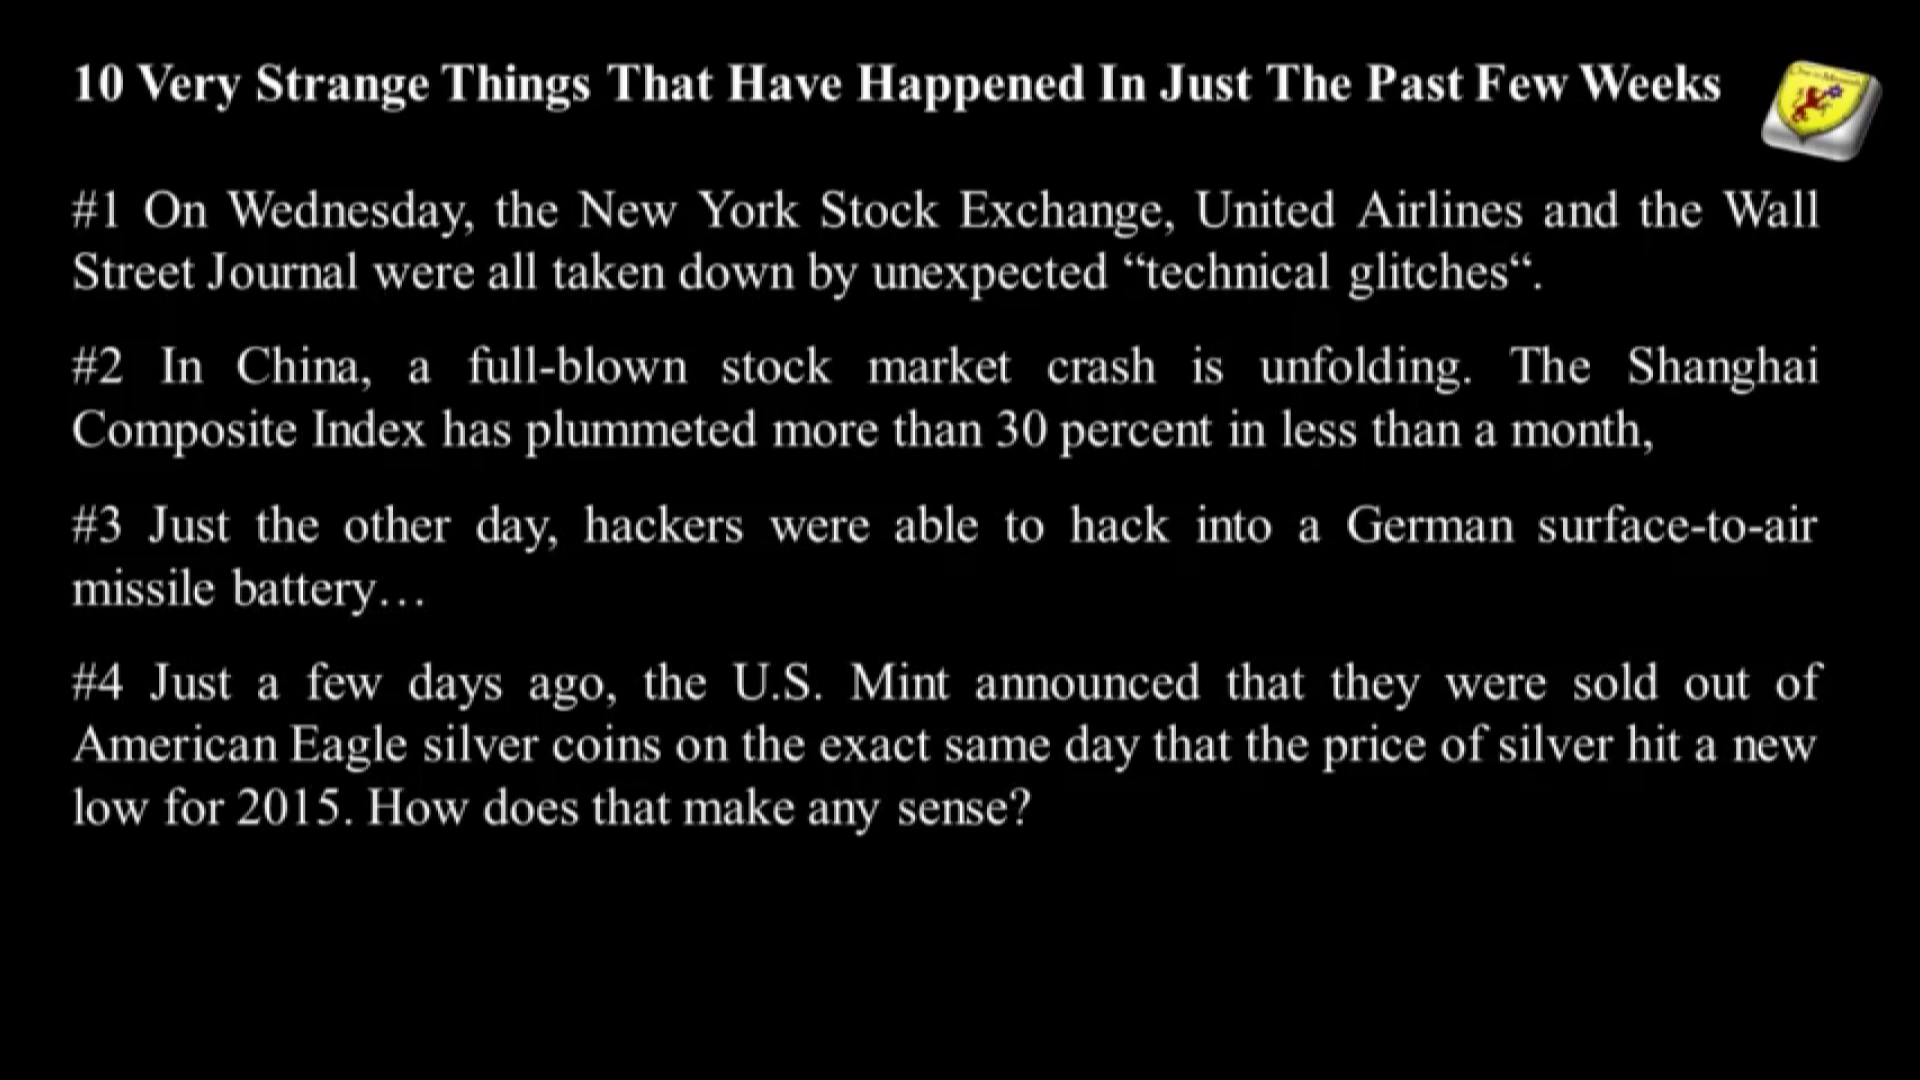 10 Very Strange Things That Have Happened In Just The Past Few Weeks
#1 On Wednesday, the New York Stock Exchange, United Airlines and the Wall
Street Journal were all taken down by unexpected “technical glitches“.
#2 In China, a full-blown stock market crash is unfolding. The Shanghai
Composite Index has plummeted more than 30 percent in less than a month,
#3 Just the other day, hackers were able to hack into a German surface-to-air
missile battery…
#4 Just a few days ago, the U.S. Mint announced that they were sold out of
American Eagle silver coins on the exact same day that the price of silver hit a new
low for 2015. How does that make any sense?